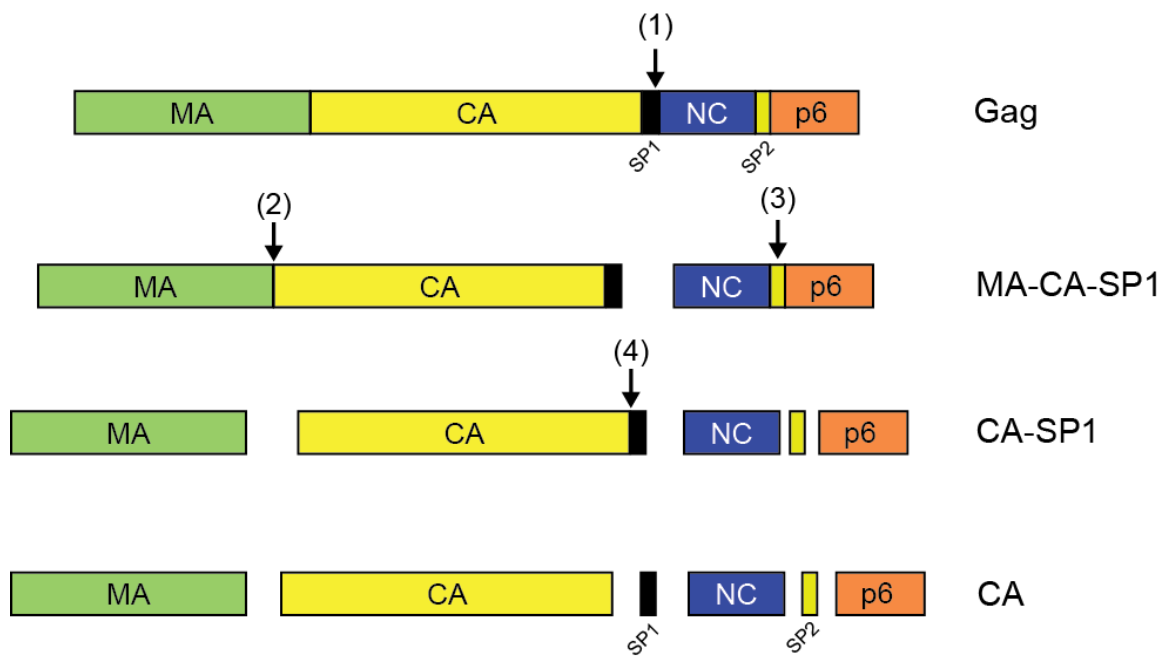 (1)
MA CA NC p6 Gag
SP1 SP2
(2) (3)
MA CA NC p6 MA-CA-SP1
(4)
MA CA NC p6 CA-SP1
MA CA NC p6 CA
SP1 SP2